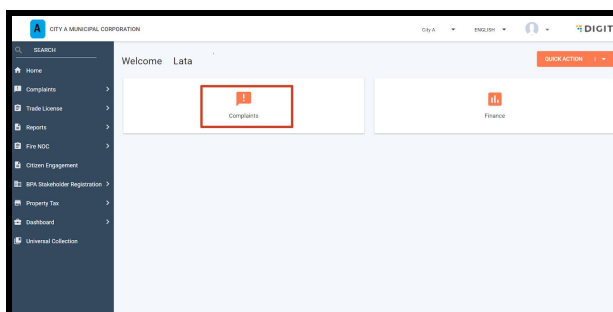 A CITY A MUNICIPAL CORPORATION City A ENGLISH DIGIT
SEARCH
Home
Complaints
Trade License
Reports
Fire NOC
Citizen Engagement
BPA Stakeholder Registration
Property Tax
Dashboard
Universal Collection
Welcome Lata
QUICK ACTION
Complaints
Finance